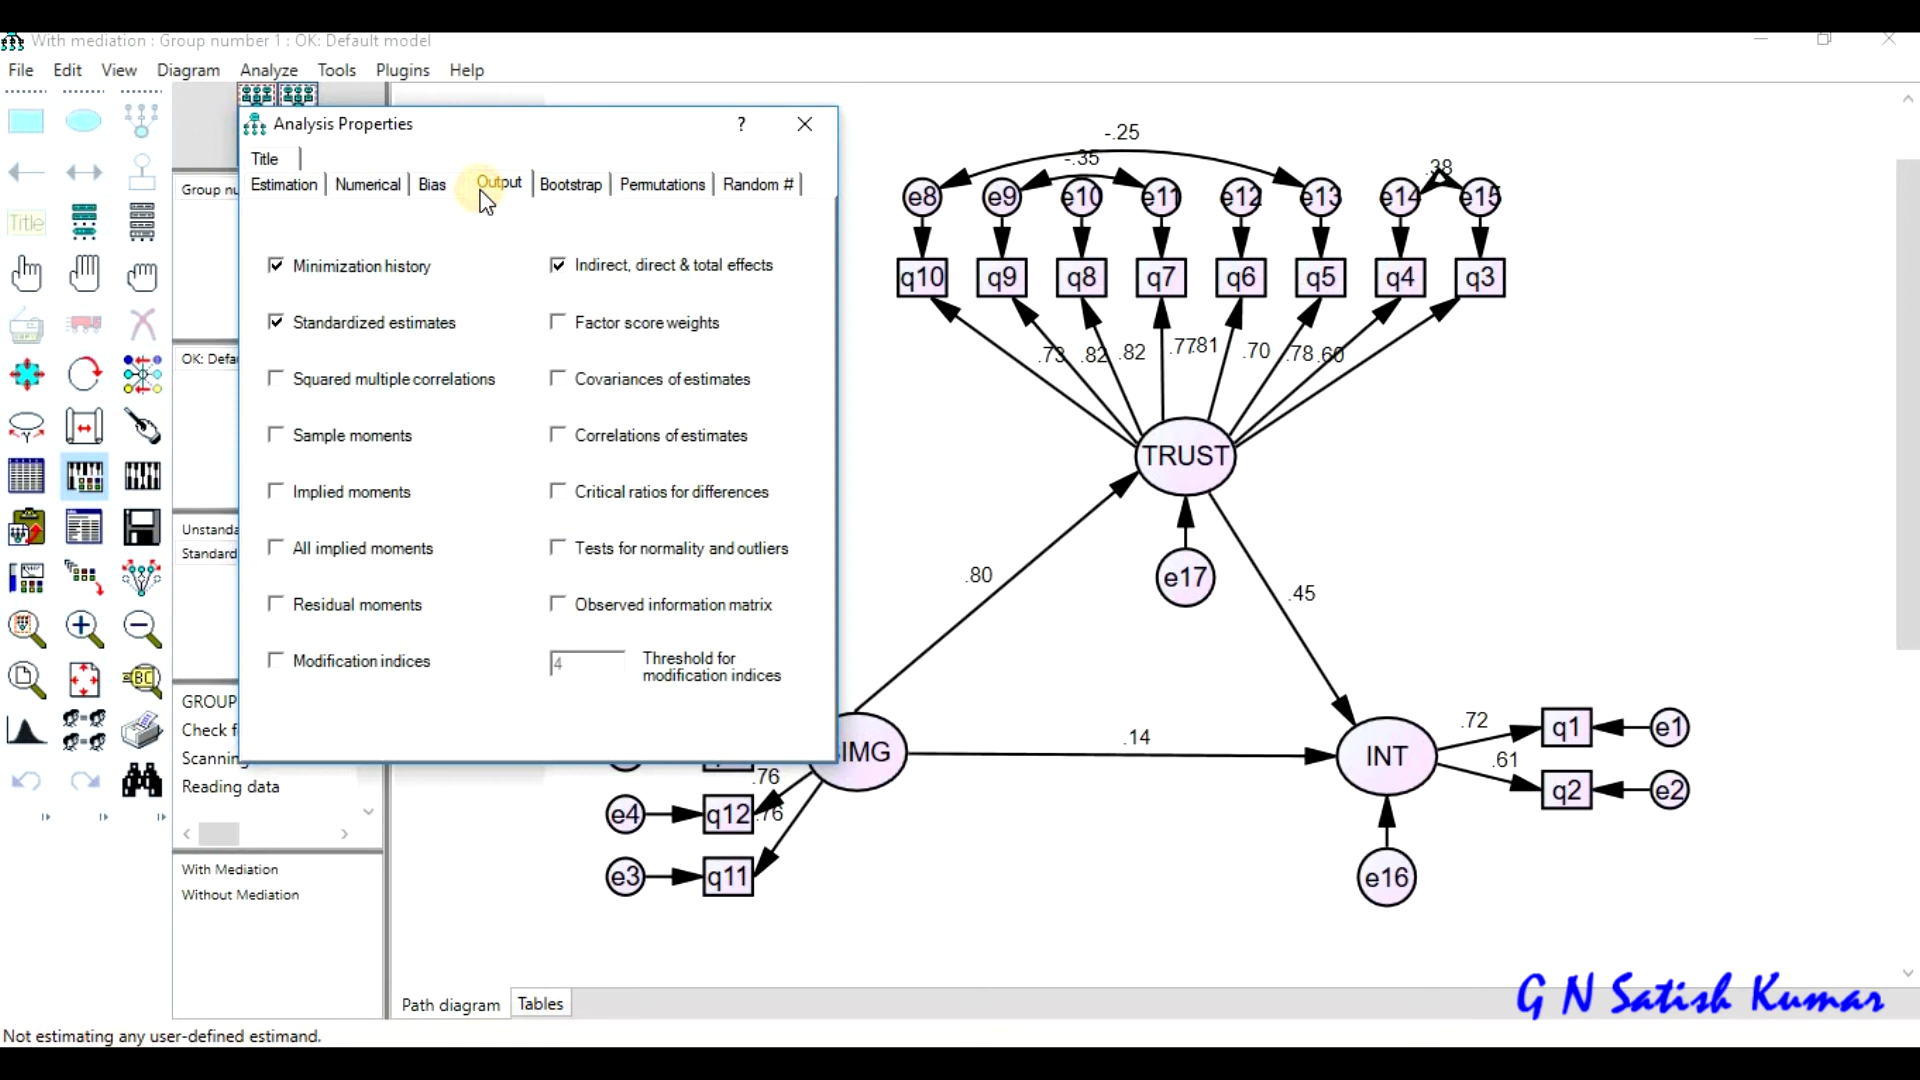 With mediation : Group number 1 : OK: Default model
File Edit View Diagram Analyze Tools Plugins Help
Title
Group nu
OK: Defa
Unstanda
Standard
GROUP
Check f
Scanning
Reading data
With Mediation
Without Mediation
Analysis Properties
?
Title
Estimation Numerical Bias Output Bootstrap Permutations Random #
Minimization history
Indirect, direct & total effects
Standardized estimates
Factor score weights
Squared multiple correlations
Covariances of estimates
Sample moments
Correlations of estimates
Implied moments
Critical ratios for differences
All implied moments
Tests for normality and outliers
Residual moments
Observed information matrix
Modification indices
4
Threshold for
modification indices
-.25
-.35
.38
e8 e9 e10 e11 e12 e13 e14 e15
q10 q9 q8 q7 q6 q5 q4 q3
.73 .82 .82 .77 .81 .70 .78 .60
TRUST
e17
.80
.45
IMG
.14
INT
.72
q1 e1
.61
q2 e2
e16
.76
e4 q12 .76
e3 q11
Path diagram Tables
G N Satish Kumar
Not estimating any user-defined estimand.